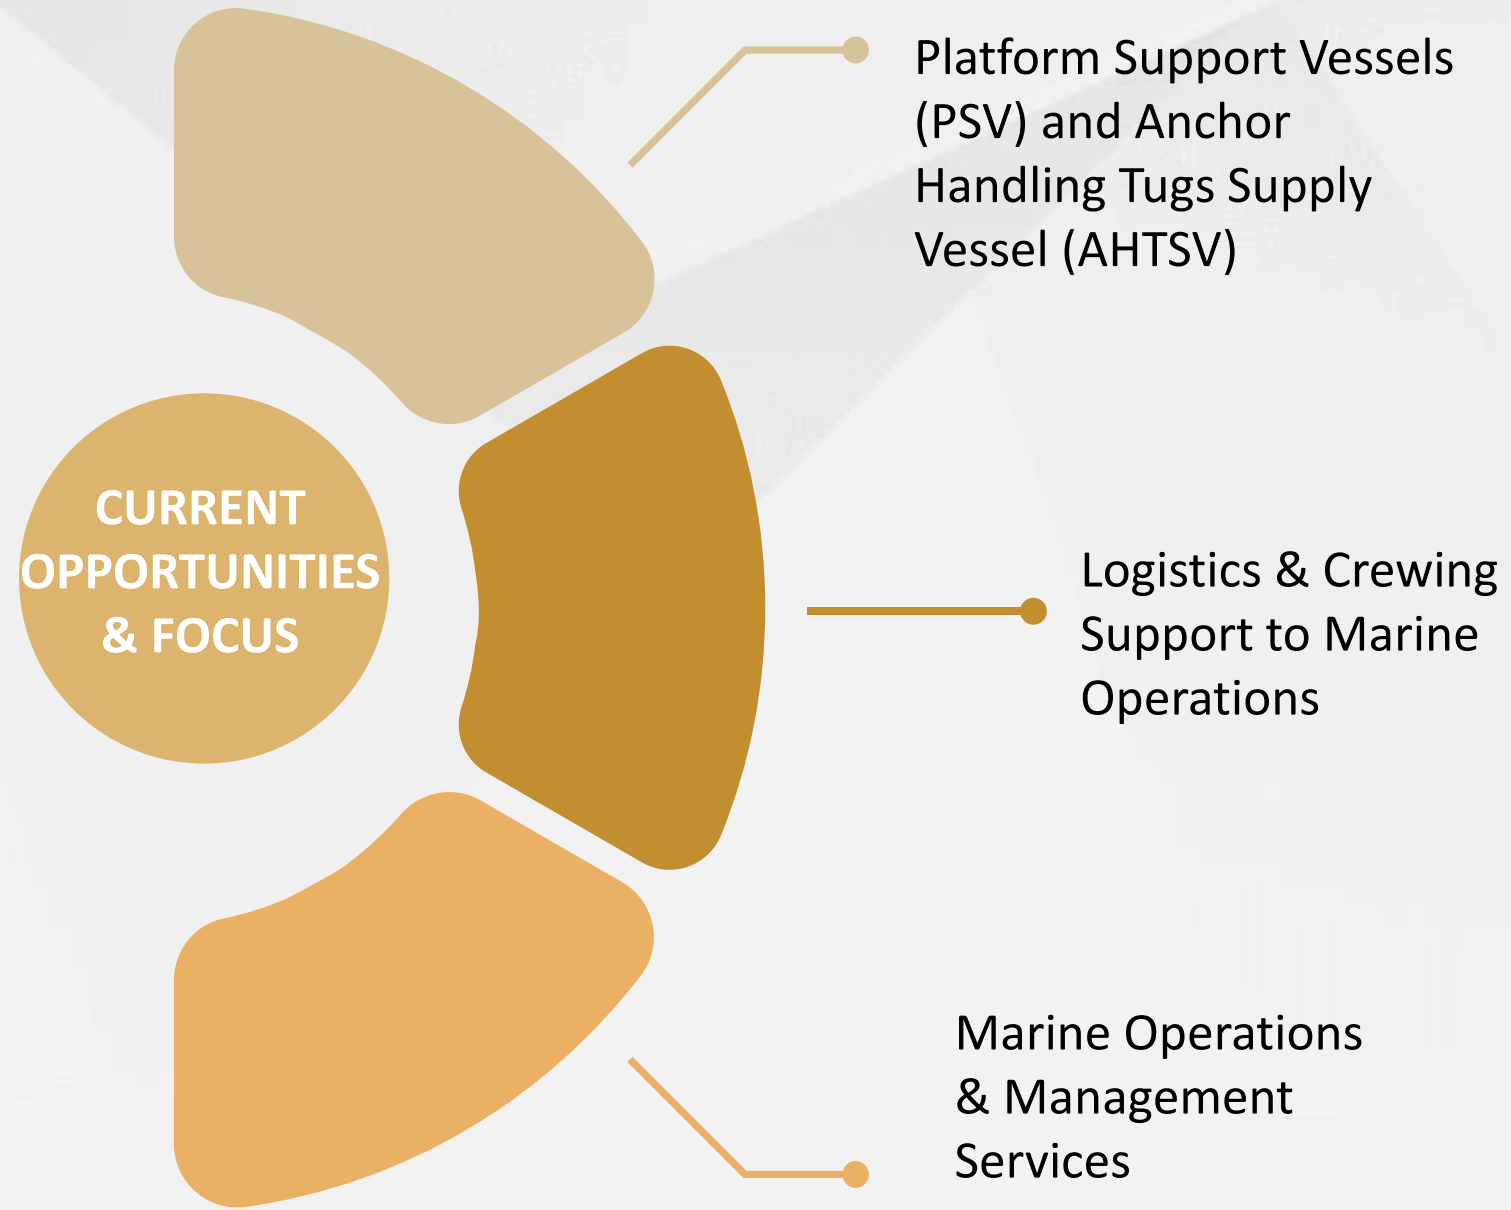 Platform Support Vessels
(PSV) and Anchor
Handling Tugs Supply
Vessel (AHTSV)
CURRENT
OPPORTUNITIES
& FOCUS
Logistics & Crewing
Support to Marine
Operations
Marine Operations
& Management
Services